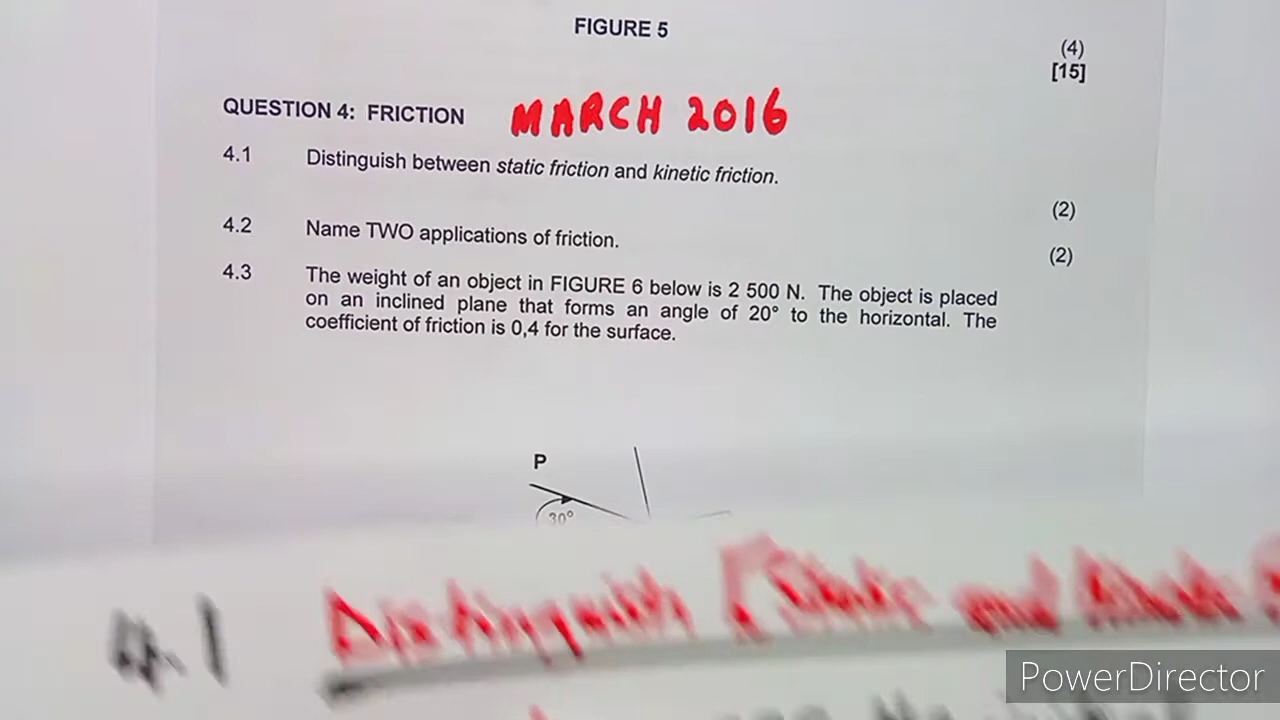 FIGURE 5
(4)
[15]
QUESTION 4: FRICTION MARCH 2016
4.1 Distinguish between static friction and kinetic friction.
(2)
4.2 Name TWO applications of friction.
(2)
4.3 The weight of an object in FIGURE 6 below is 2 500 N. The object is placed
on an inclined plane that forms an angle of 20° to the horizontal. The
coefficient of friction is 0,4 for the surface.
P
30°
4.1 Distinguish [Static and
PowerDirector